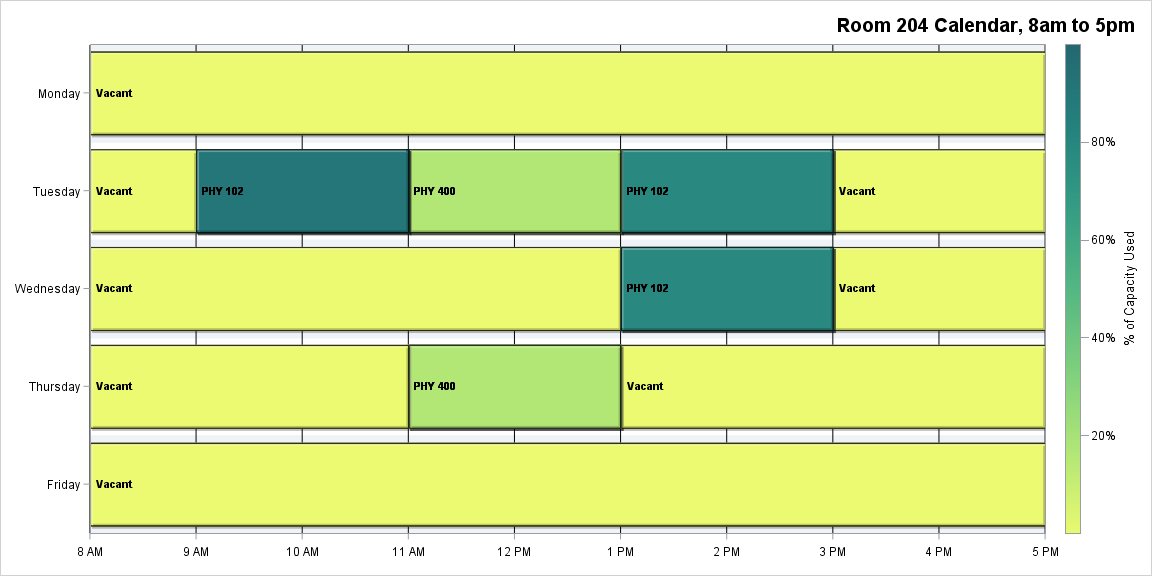 Room 204 Calendar, 8am to 5pm
Monday
Vacant
Tuesday
Vacant
PHY 102
PHY 400
PHY 102
Vacant
Wednesday
Vacant
PHY 102
Vacant
Thursday
Vacant
PHY 400
Vacant
Friday
Vacant
8 AM
9 AM
10 AM
11 AM
12 PM
1 PM
2 PM
3 PM
4 PM
5 PM
80%
60%
40%
20%
% of Capacity Used